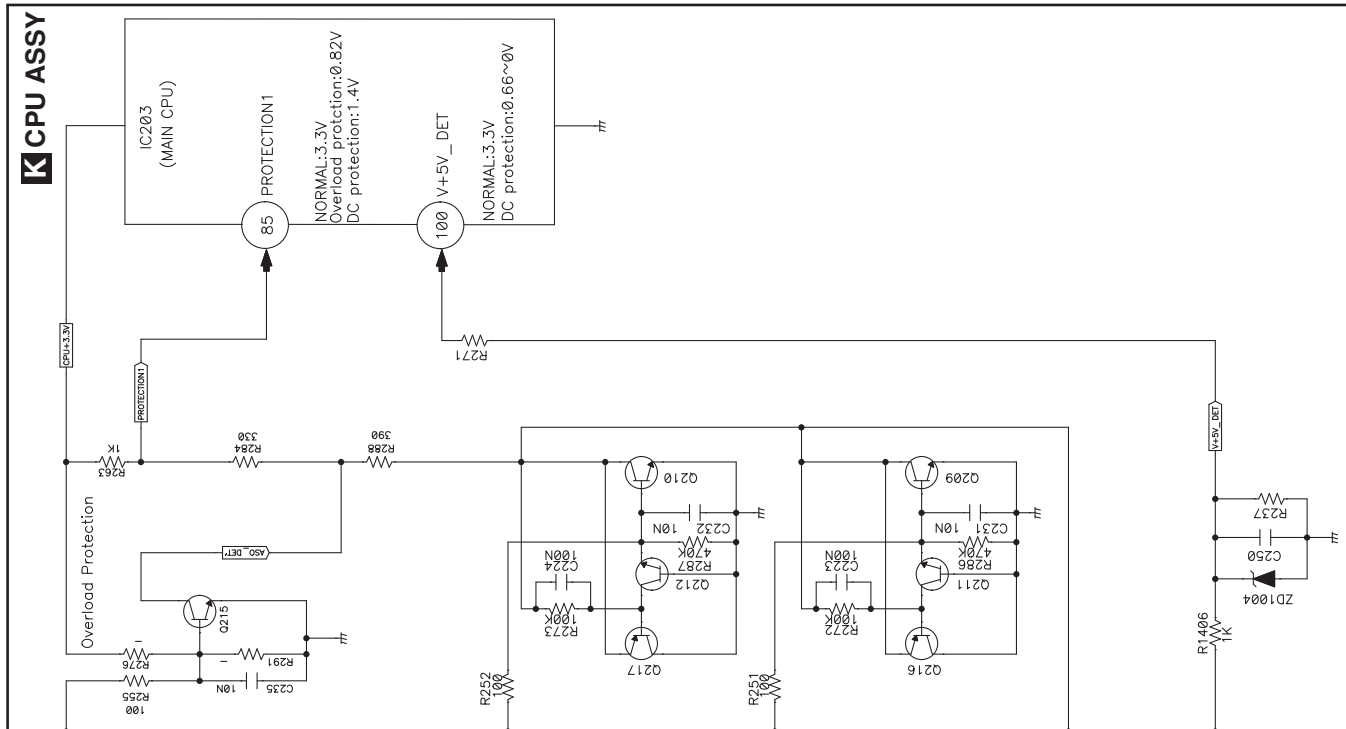 K CPU ASSY
IC203
(MAIN CPU)
85
PROTECTION1
NORMAL:3.3V
Overload protction:0.82V
DC protection:1.4V
100
V+5V_DET
NORMAL:3.3V
DC protection:0.66~0V
CPU+3.3V
PROTECTION1
R271
V+5V_DET
1K
R263
330
R284
390
R288
Overload Protection
ASO_DET'
Q215
-
R276
-
R291
10N
C235
R255
100
Q210
10N
C232
470K
R287
100N
C224
Q212
100K
R273
Q217
R252
100
Q209
10N
C231
470K
R286
100N
C223
Q211
100K
R272
Q216
R251
100
R237
C250
ZD1004
R1406
1K